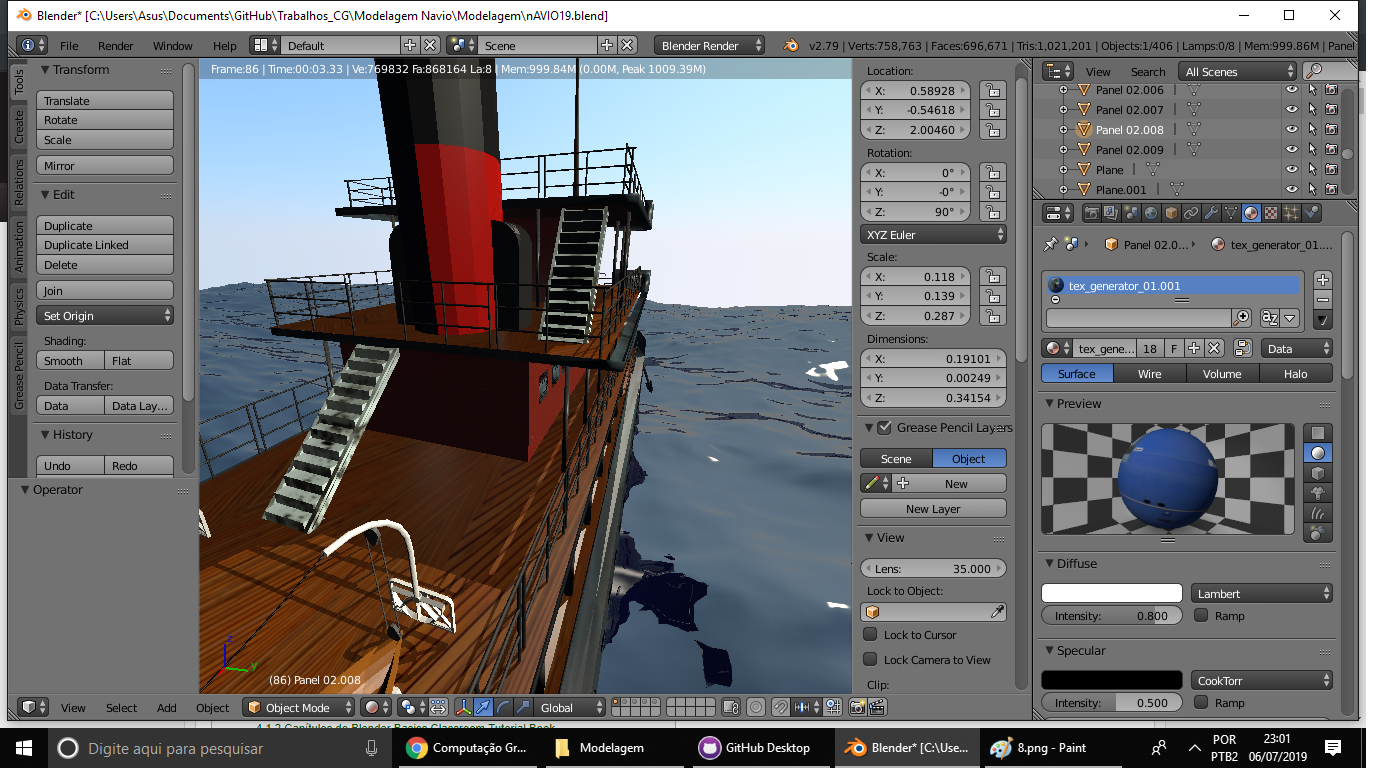 Blender* [C:\Users\Asus\Documents\GitHub\Trabalhos_CG\Modelagem Navio\Modelagem\nAVIO19.blend]
File Render Window Help Default Scene Blender Render v2.79 | Verts:758,763 | Faces:696,671 | Tris:1,021,201 | Objects:1/406 | Lamps:0/8 | Mem:999.86M | Panel
Frame:86 | Time:00:03.33 | Ve:769832 Fa:868164 La:8 | Mem:999.84M (0.00M, Peak 1009.39M)
Tools
Create
Relations
Animation
Physics
Grease Pencil
Transform
Translate
Rotate
Scale
Mirror
Edit
Duplicate
Duplicate Linked
Delete
Join
Set Origin
Shading:
Smooth Flat
Data Transfer:
Data Data Lay...
History
Undo Redo
Operator
(86) Panel 02.008
z
y
Location:
X: 0.58928
Y: -0.54618
Z: 2.00460
Rotation:
X: 0°
Y: -0°
Z: 90°
XYZ Euler
Scale:
X: 0.118
Y: 0.139
Z: 0.287
Dimensions:
X: 0.19101
Y: 0.00249
Z: 0.34154
Grease Pencil Layers
Scene Object
New
New Layer
View
Lens: 35.000
Lock to Object:
Lock to Cursor
Lock Camera to View
Clip:
View Search All Scenes
Panel 02.006
Panel 02.007
Panel 02.008
Panel 02.009
Plane
Plane.001
Panel 02.0... tex_generator_01....
tex_generator_01.001
tex_gene... 18 F Data
Surface Wire Volume Halo
Preview
Diffuse
Lambert
Intensity: 0.800 Ramp
Specular
CookTorr
Intensity: 0.500 Ramp
View Select Add Object Object Mode Global
4.1.2 Capítulos do Blender Basics Classroom Tutorial Book
Digite aqui para pesquisar Computação Gr... Modelagem GitHub Desktop Blender* [C:\Use... 8.png - Paint
POR
PTB2
23:01
06/07/2019